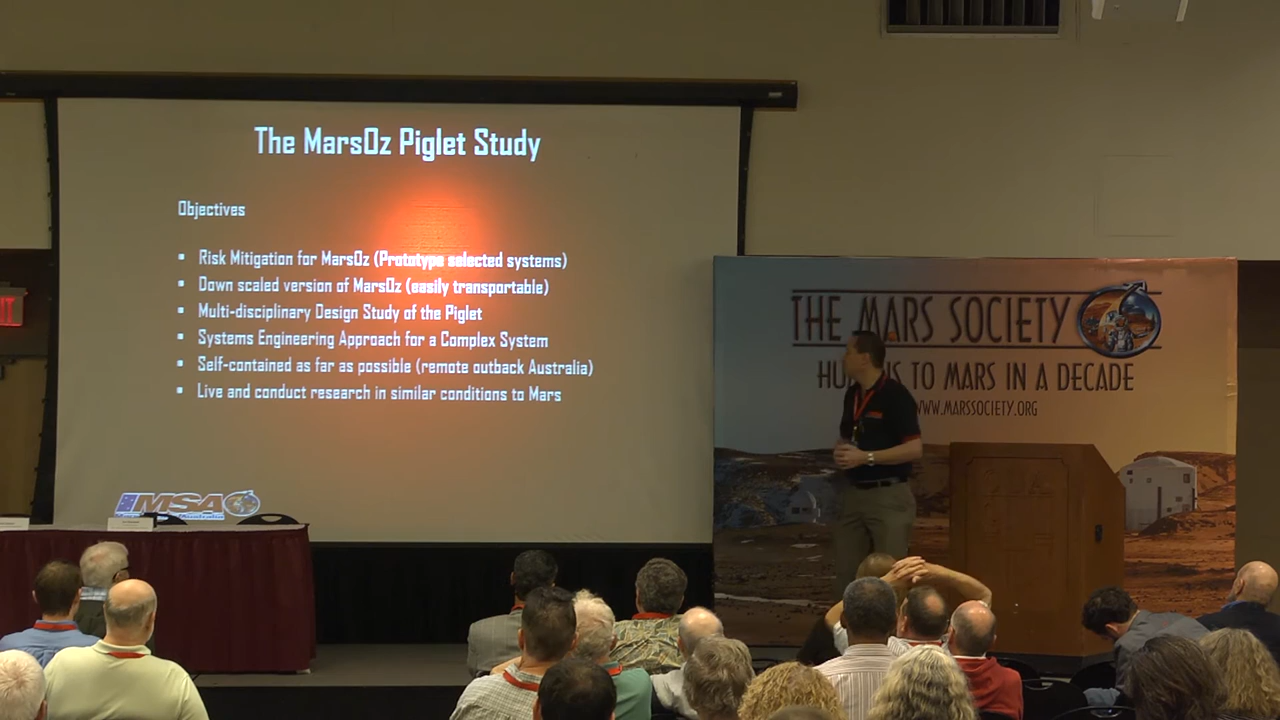 The MarsOz Piglet Study
Objectives
▪ Risk Mitigation for MarsOz (Prototype selected systems)
▪ Down scaled version of MarsOz (easily transportable)
▪ Multi-disciplinary Design Study of the Piglet
▪ Systems Engineering Approach for a Complex System
▪ Self-contained as far as possible (remote outback Australia)
▪ Live and conduct research in similar conditions to Mars
MSA
THE MARS SOCIETY
TO MARS IN A DECADE
WWW.MARSSOCIETY.ORG